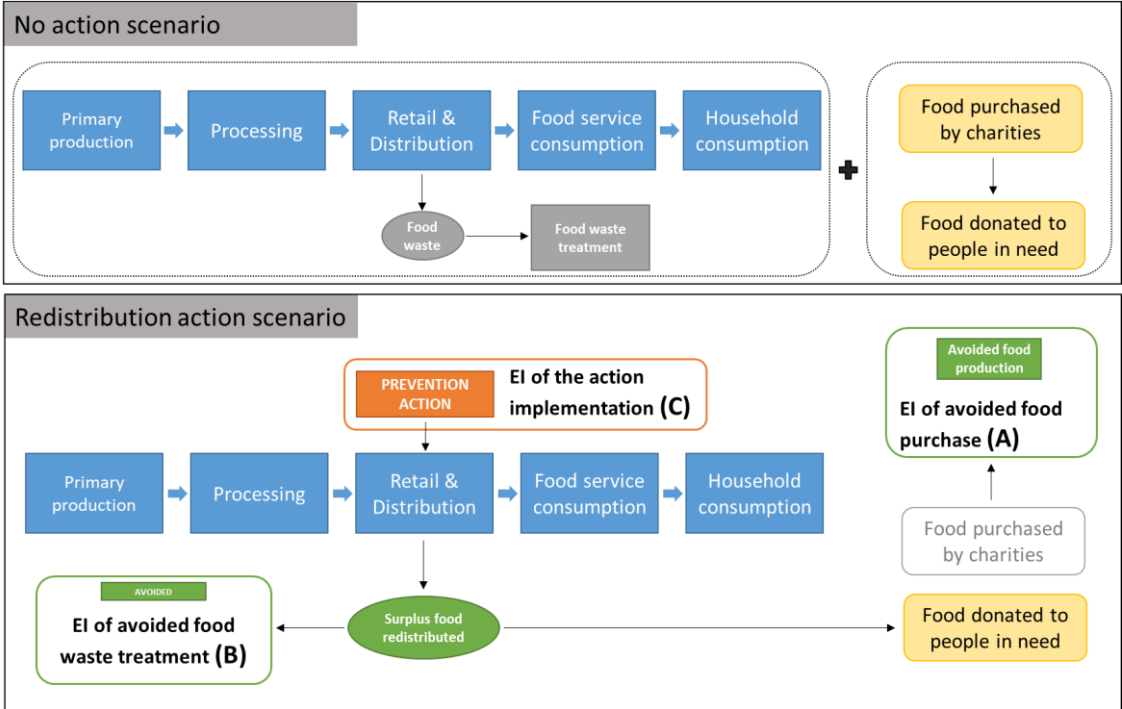 No action scenario
Primary
production
Processing
Retail &
Distribution
Food service
consumption
Household
consumption
Food
waste
Food waste
treatment
Food purchased
by charities
Food donated to
people in need
Redistribution action scenario
PREVENTION
ACTION
EI of the action
implementation (C)
Avoided food
production
EI of avoided food
purchase (A)
Primary
production
Processing
Retail &
Distribution
Food service
consumption
Household
consumption
Food purchased
by charities
AVOIDED
EI of avoided food
waste treatment (B)
Surplus food
redistributed
Food donated to
people in need